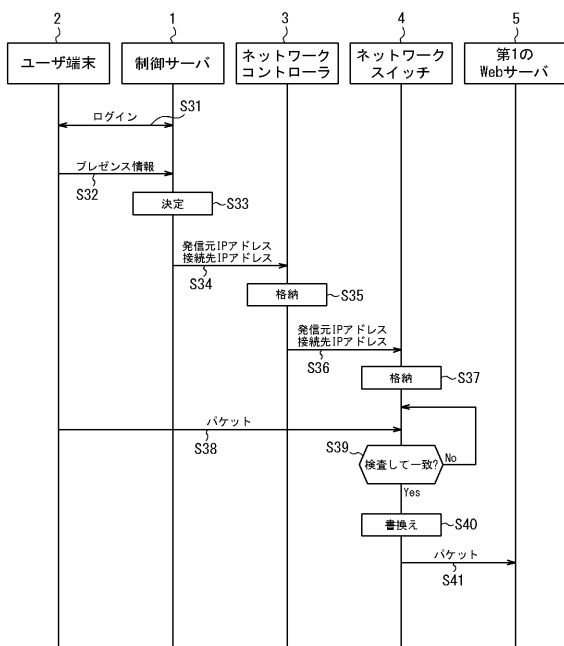 2
1
3
4
5
ユーザ端末
制御サーバ
ネットワーク
コントローラ
ネットワーク
スイッチ
第1の
Webサーバ
ログイン
S31
プレゼンス情報
S32
決定
S33
発信元IPアドレス
接続先IPアドレス
S34
格納
S35
発信元IPアドレス
接続先IPアドレス
S36
格納
S37
パケット
S38
S39
検査して一致?
No
Yes
書換え
S40
パケット
S41